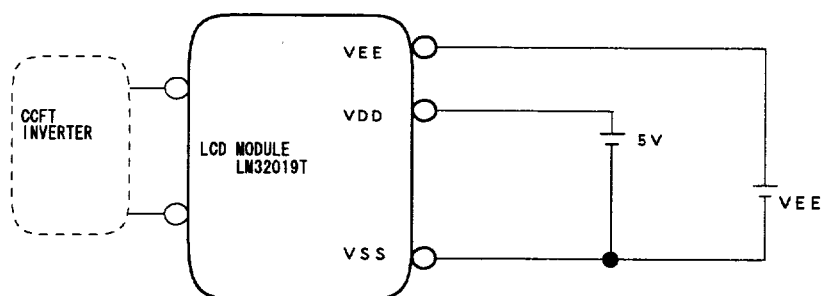 CCFT
INVERTER
LCD MODULE
LM32019T
VEE
VDD
VSS
5V
VEE